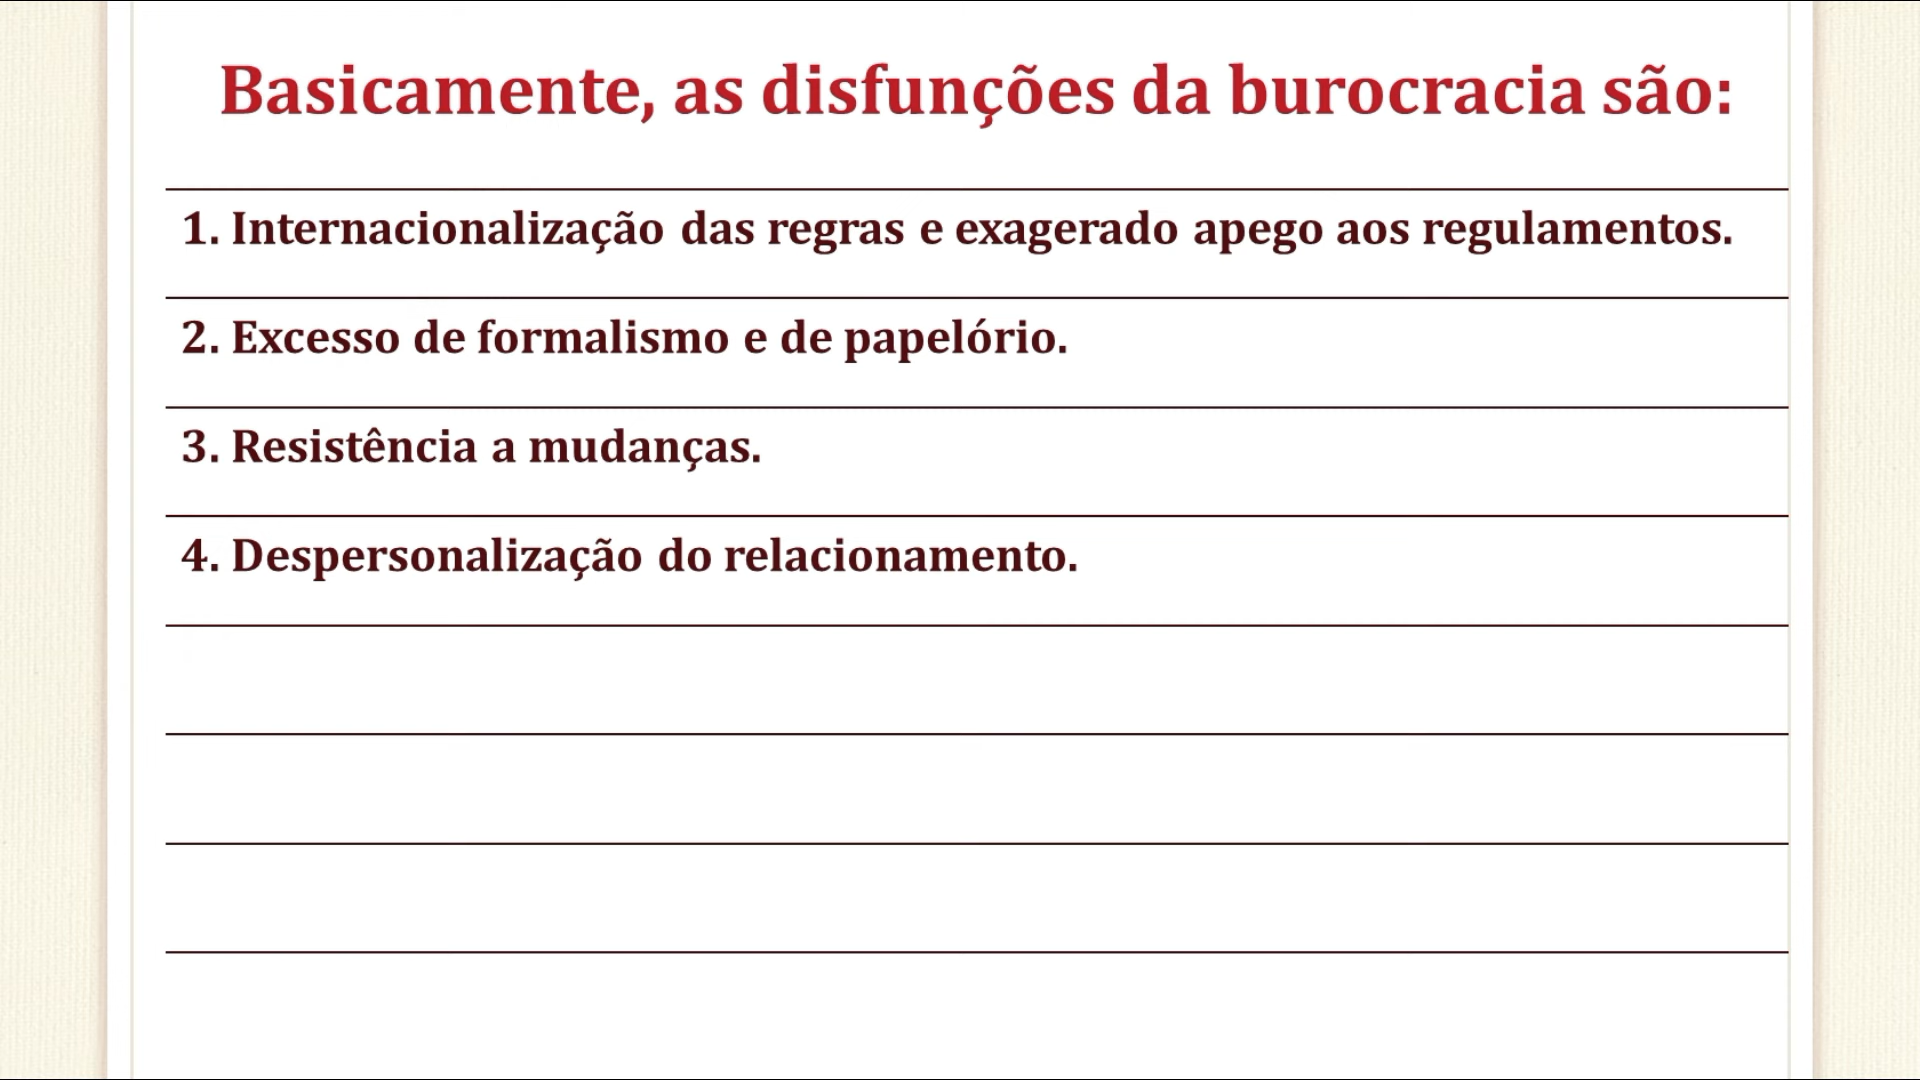 Basicamente, as disfunções da burocracia são:
1. Internacionalização das regras e exagerado apego aos regulamentos.
2. Excesso de formalismo e de papelório.
3. Resistência a mudanças.
4. Despersonalização do relacionamento.